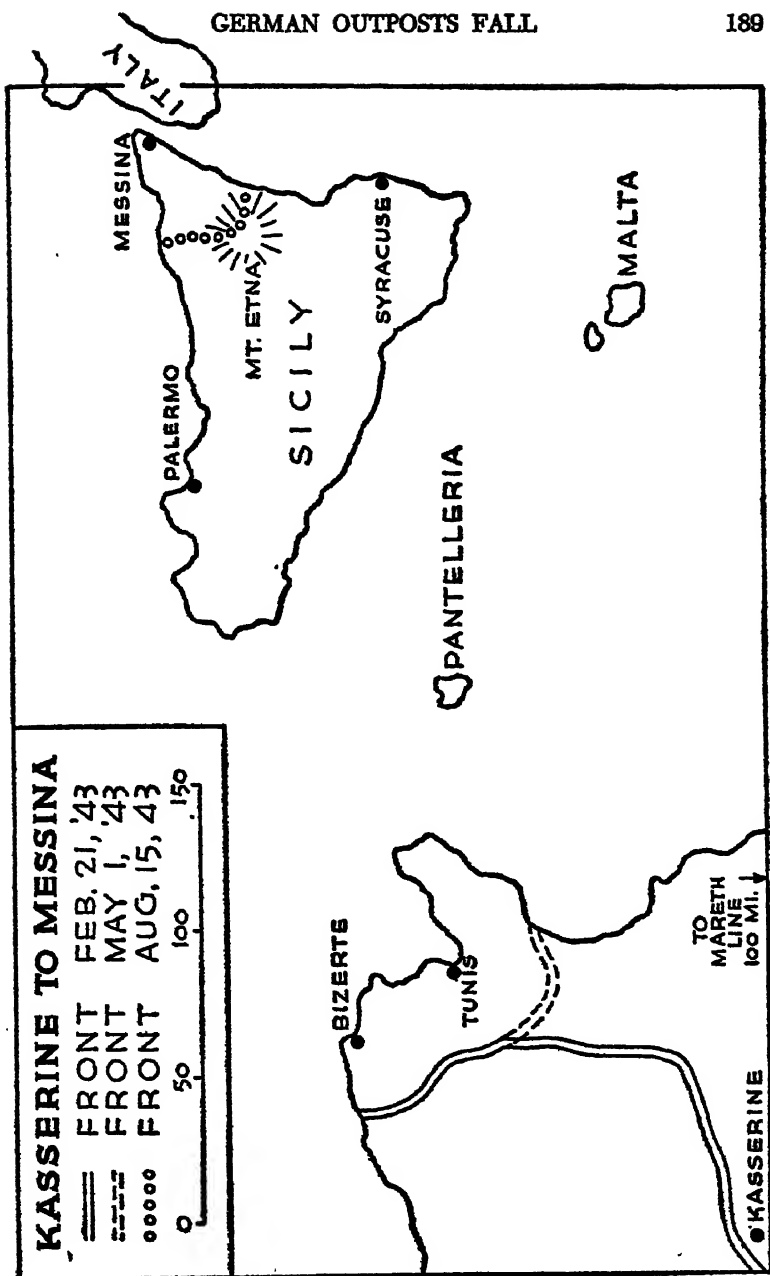 GERMAN OUTPOSTS FALL 189
KASSERINE TO MESSINA
FRONT FEB. 21, '43
FRONT MAY 1, '43
FRONT AUG. 15, 43
0 50 100 150
ITALY
MESSINA
PALERMO
MT. ETNA
SICILY
SYRACUSE
PANTELLERIA
MALTA
BIZERTE
TUNIS
TO
MARETH
LINE
100 MI.
KASSERINE